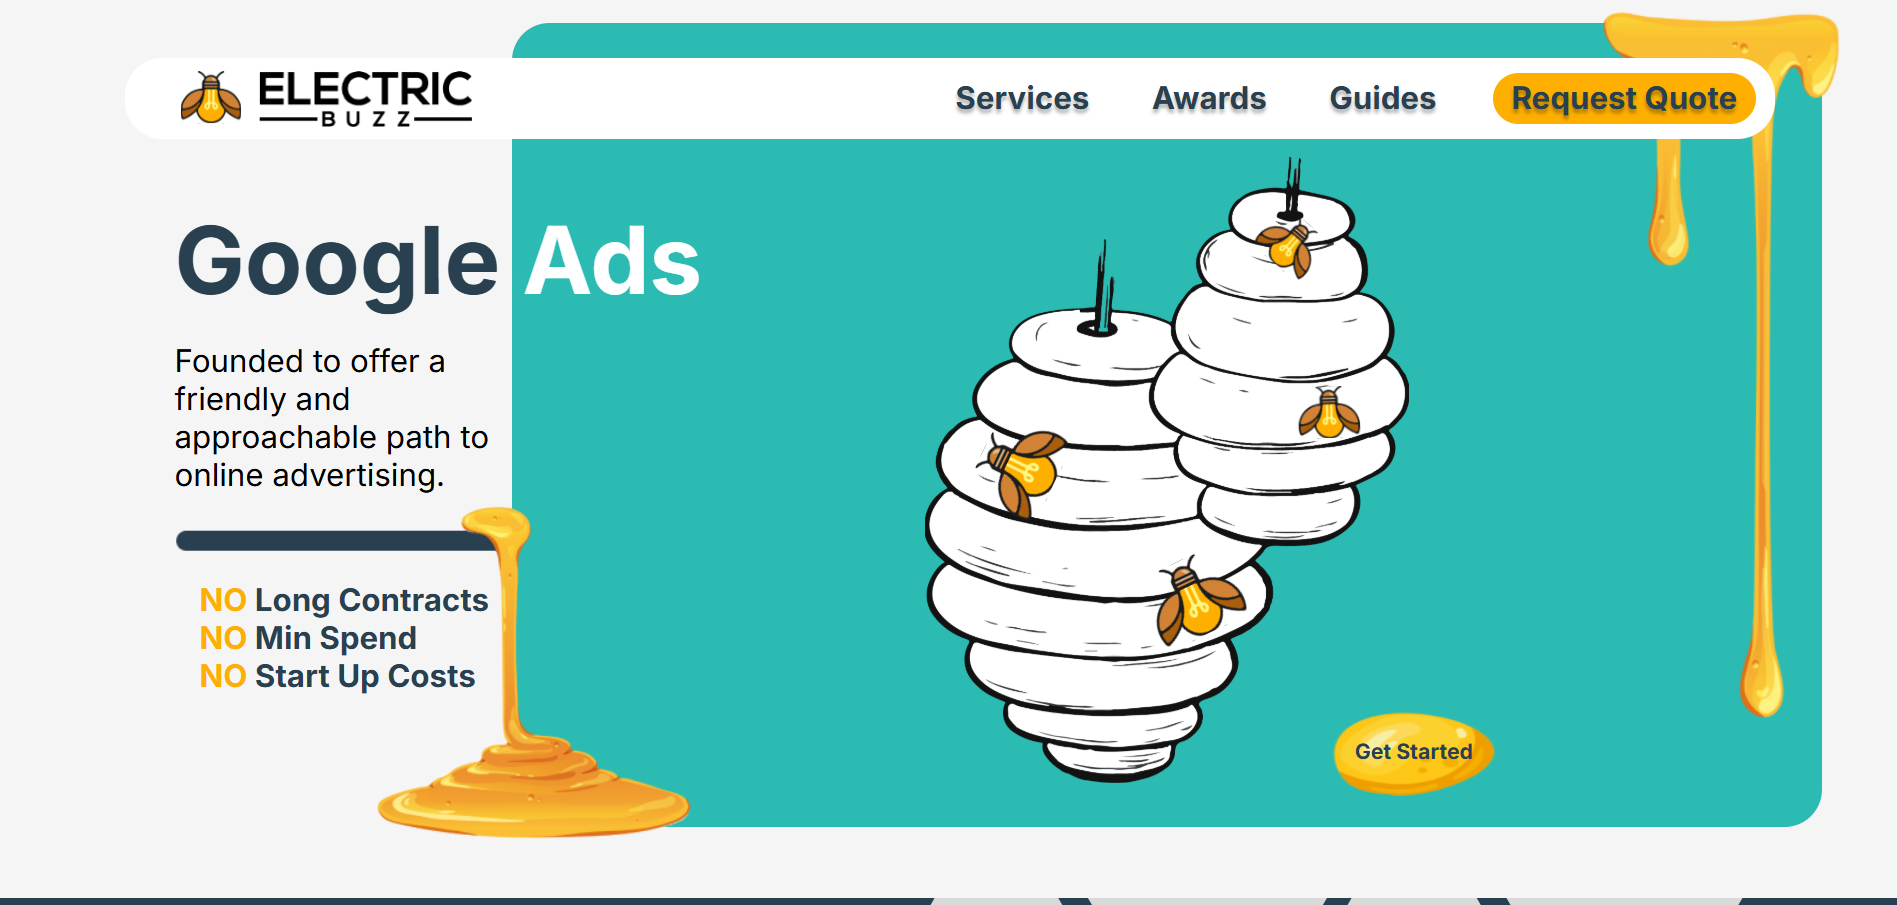 ELECTRIC
BUZZ
Services Awards Guides Request Quote
Google Ads
Founded to offer a
friendly and
approachable path to
online advertising.
NO Long Contracts
NO Min Spend
NO Start Up Costs
Get Started